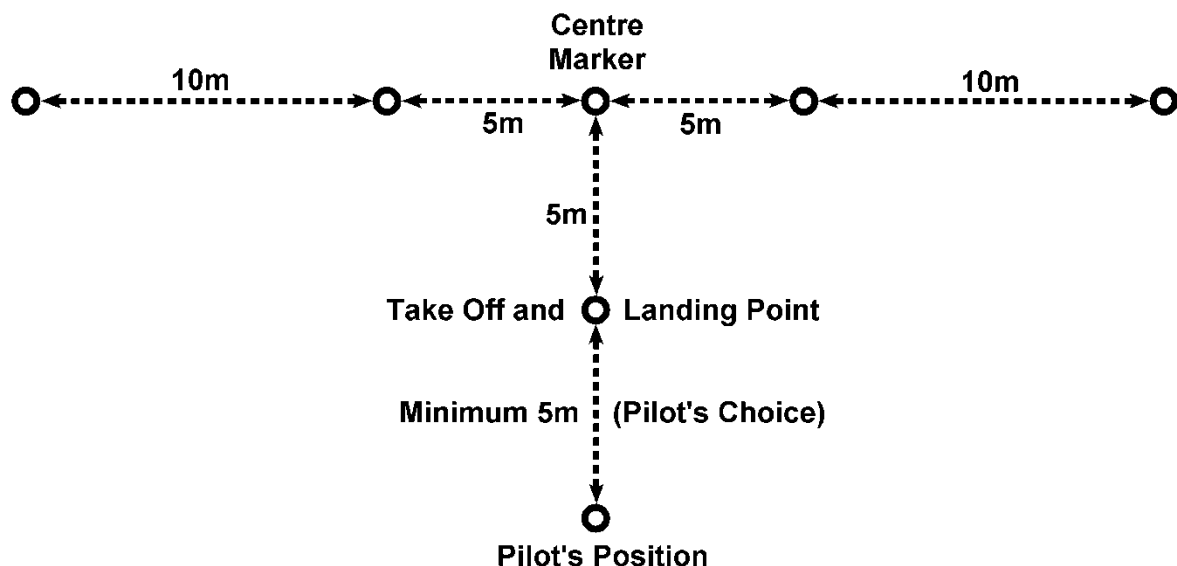 Centre
Marker
10m
10m
5m
5m
5m
Take Off and Landing Point
Minimum 5m (Pilot's Choice)
Pilot's Position